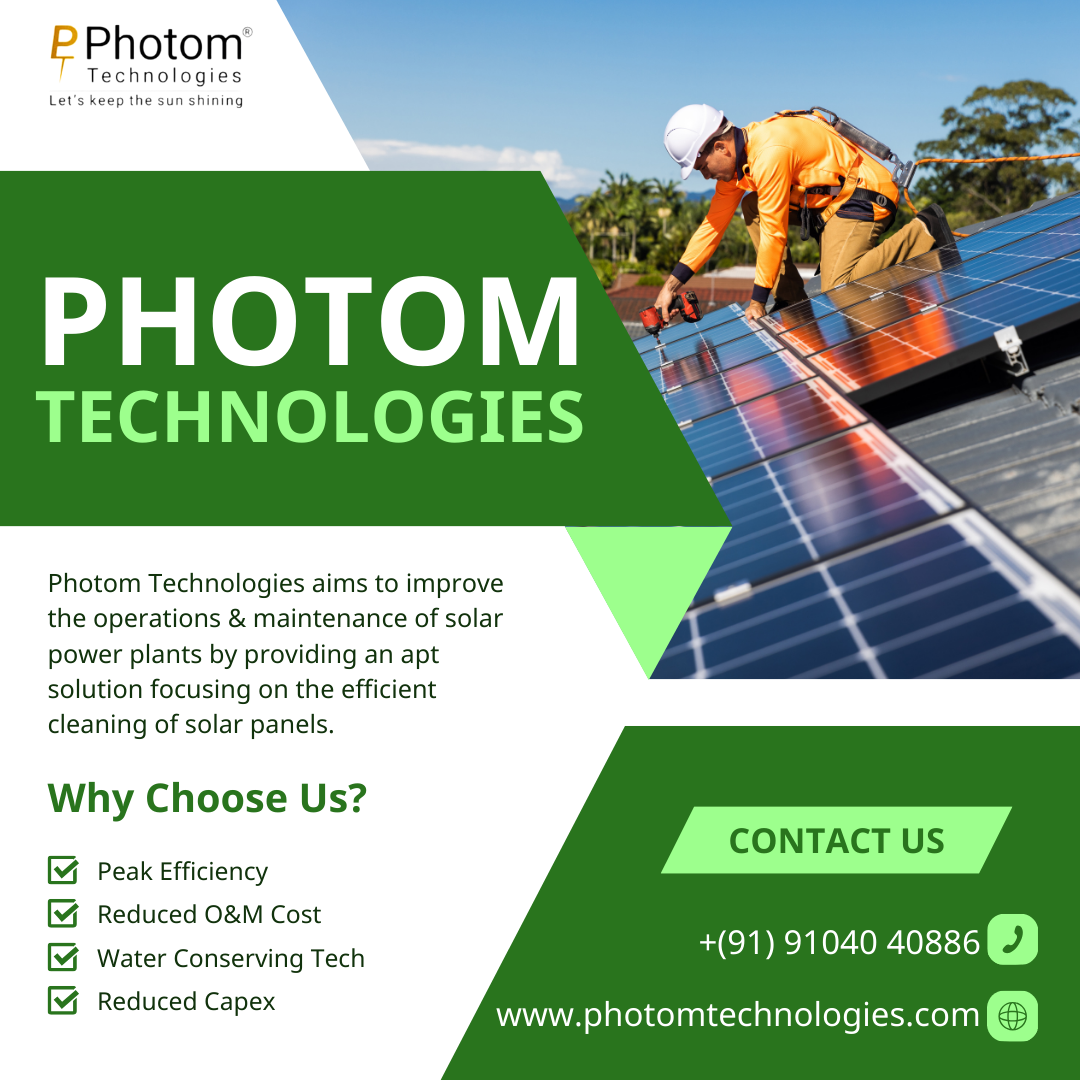 Photom®
Technologies
Let's keep the sun shining
PHOTOM
TECHNOLOGIES
Photom Technologies aims to improve
the operations & maintenance of solar
power plants by providing an apt
solution focusing on the efficient
cleaning of solar panels.
Why Choose Us?
Peak Efficiency
Reduced O&M Cost
Water Conserving Tech
Reduced Capex
CONTACT US
+(91) 91040 40886
www.photomtechnologies.com